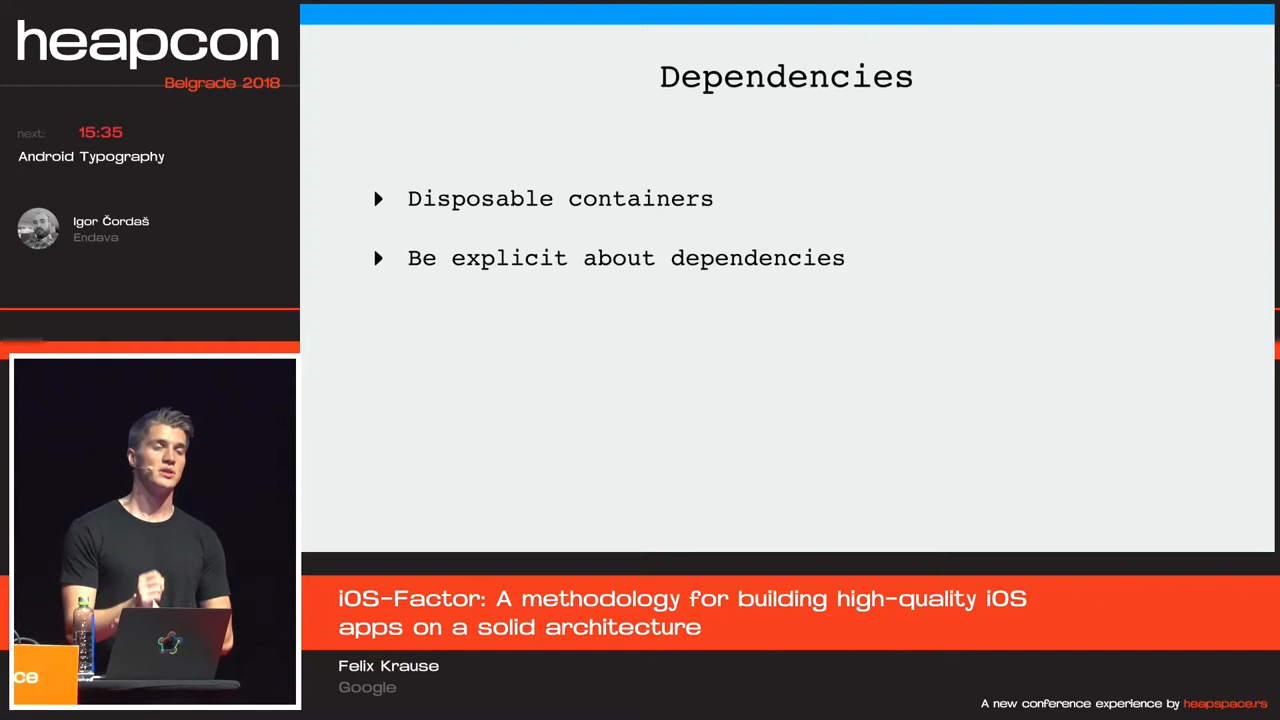 heapcon
Belgrade 2018
next: 15:35
Android Typography
Igor Čordaš
Endava
Dependencies
Disposable containers
Be explicit about dependencies
ce
iOS-Factor: A methodology for building high-quality iOS
apps on a solid architecture
Felix Krause
Google
A new conference experience by heapspace.rs